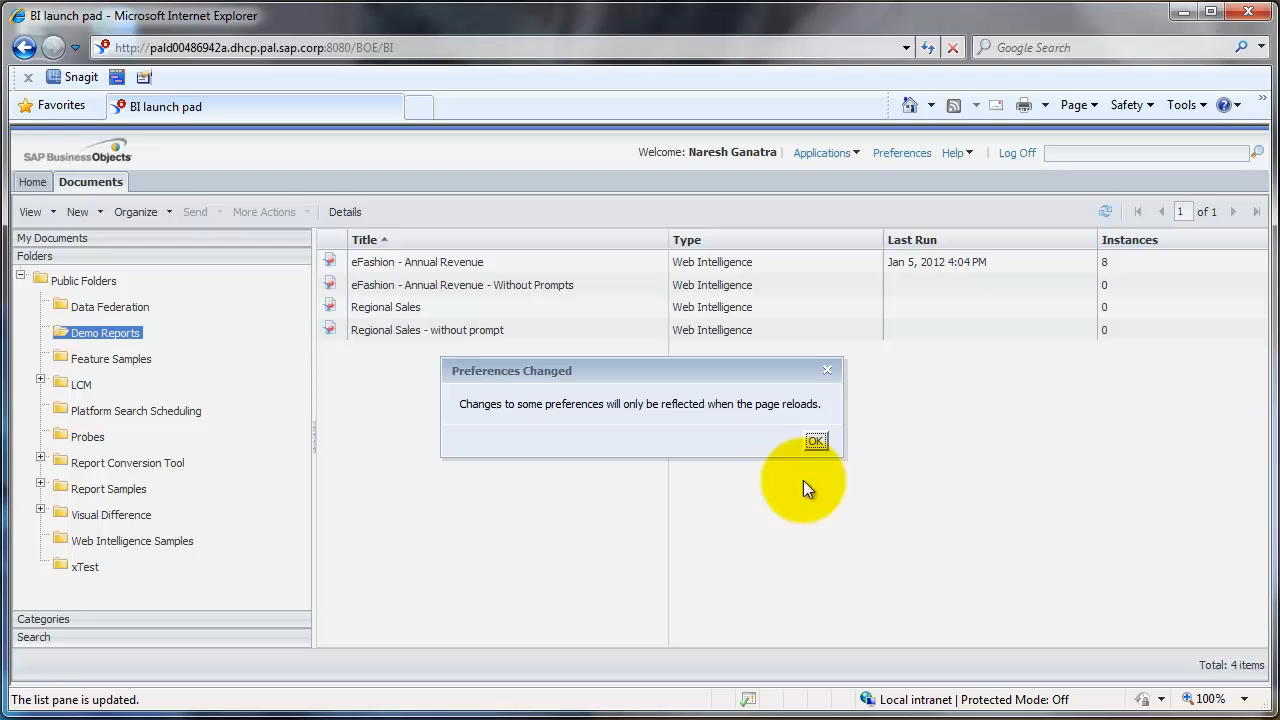 BI launch pad - Microsoft Internet Explorer
http://pald00486942a.dhcp.pal.sap.corp:8080/BOE/BI
Google Search
Snagit
Favorites
BI launch pad
Page
Safety
Tools
SAP BusinessObjects
Welcome: Naresh Ganatra
Applications
Preferences
Help
Log Off
Home
Documents
View
New
Organize
Send
More Actions
Details
1 of 1
My Documents
Folders
Public Folders
Data Federation
Demo Reports
Feature Samples
LCM
Platform Search Scheduling
Probes
Report Conversion Tool
Report Samples
Visual Difference
Web Intelligence Samples
xTest
Categories
Search
Title Type Last Run Instances
eFashion - Annual Revenue Web Intelligence Jan 5, 2012 4:04 PM 8
eFashion - Annual Revenue - Without Prompts Web Intelligence 0
Regional Sales Web Intelligence 0
Regional Sales - without prompt Web Intelligence 0
Preferences Changed
Changes to some preferences will only be reflected when the page reloads.
OK
Total: 4 items
The list pane is updated.
Local intranet | Protected Mode: Off
100%